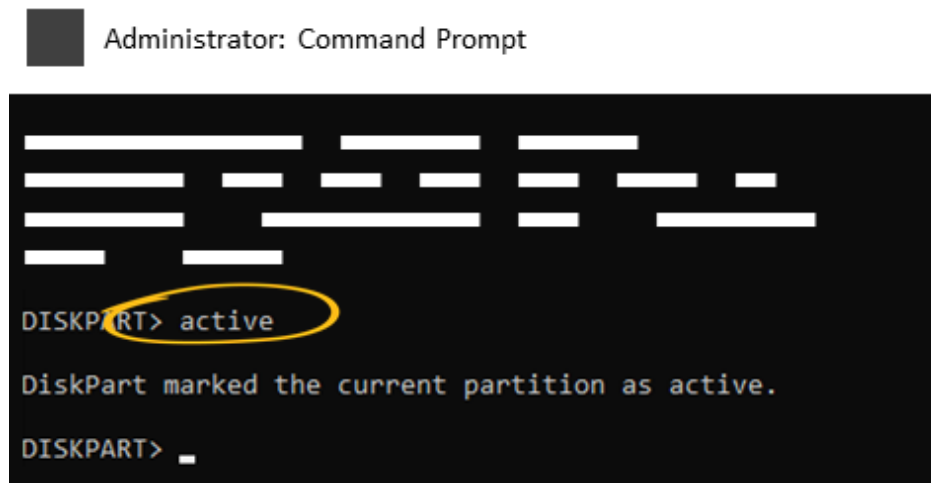 Administrator: Command Prompt
DISKPART> active
DiskPart marked the current partition as active.
DISKPART>